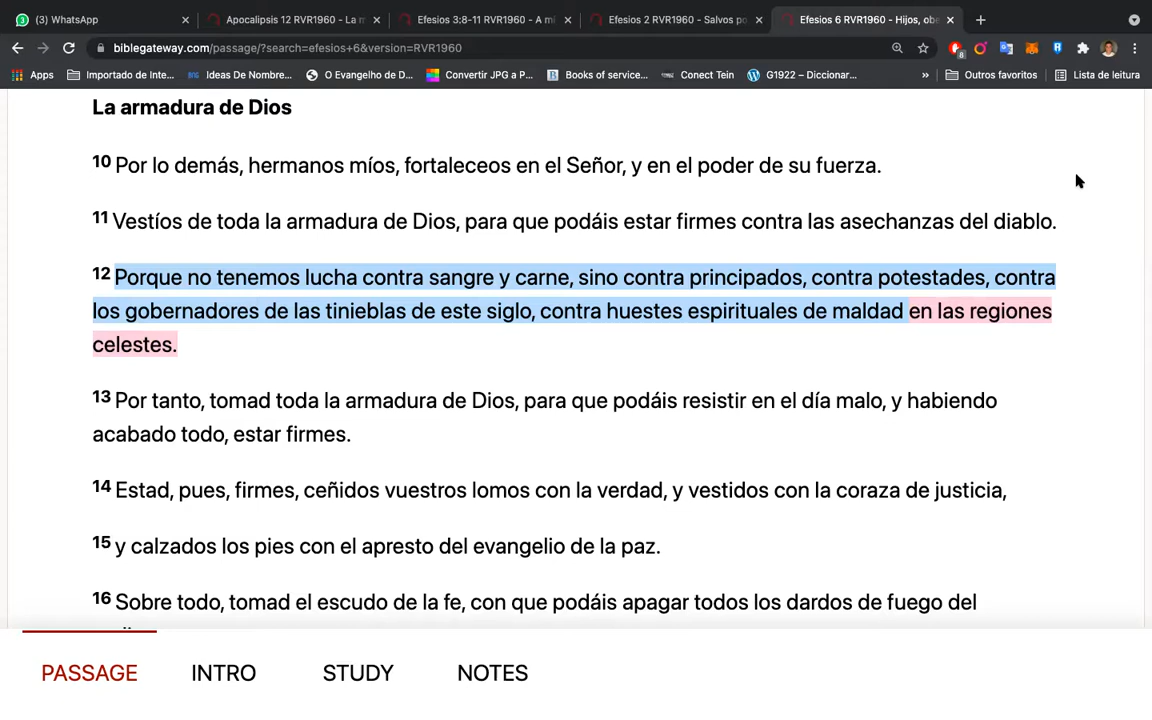 (3) WhatsApp
Apocalipsis 12 RVR1960 - La m
Efesios 3:8-11 RVR1960 - A mi
Efesios 2 RVR1960 - Salvos po
Efesios 6 RVR1960 - Hijos, obe
biblegateway.com/passage/?search=efesios+6&version=RVR1960
8
Apps
Importado de Inte...
Ideas De Nombre...
O Evangelho de D...
Convertir JPG a P...
Books of service...
Conect Tein
G1922 – Diccionar...
»
Outros favoritos
Lista de leitura
La armadura de Dios
10 Por lo demás, hermanos míos, fortaleceos en el Señor, y en el poder de su fuerza.
11 Vestíos de toda la armadura de Dios, para que podáis estar firmes contra las asechanzas del diablo.
12 Porque no tenemos lucha contra sangre y carne, sino contra principados, contra potestades, contra
los gobernadores de las tinieblas de este siglo, contra huestes espirituales de maldad en las regiones
celestes.
13 Por tanto, tomad toda la armadura de Dios, para que podáis resistir en el día malo, y habiendo
acabado todo, estar firmes.
14 Estad, pues, firmes, ceñidos vuestros lomos con la verdad, y vestidos con la coraza de justicia,
15 y calzados los pies con el apresto del evangelio de la paz.
16 Sobre todo, tomad el escudo de la fe, con que podáis apagar todos los dardos de fuego del
PASSAGE
INTRO
STUDY
NOTES